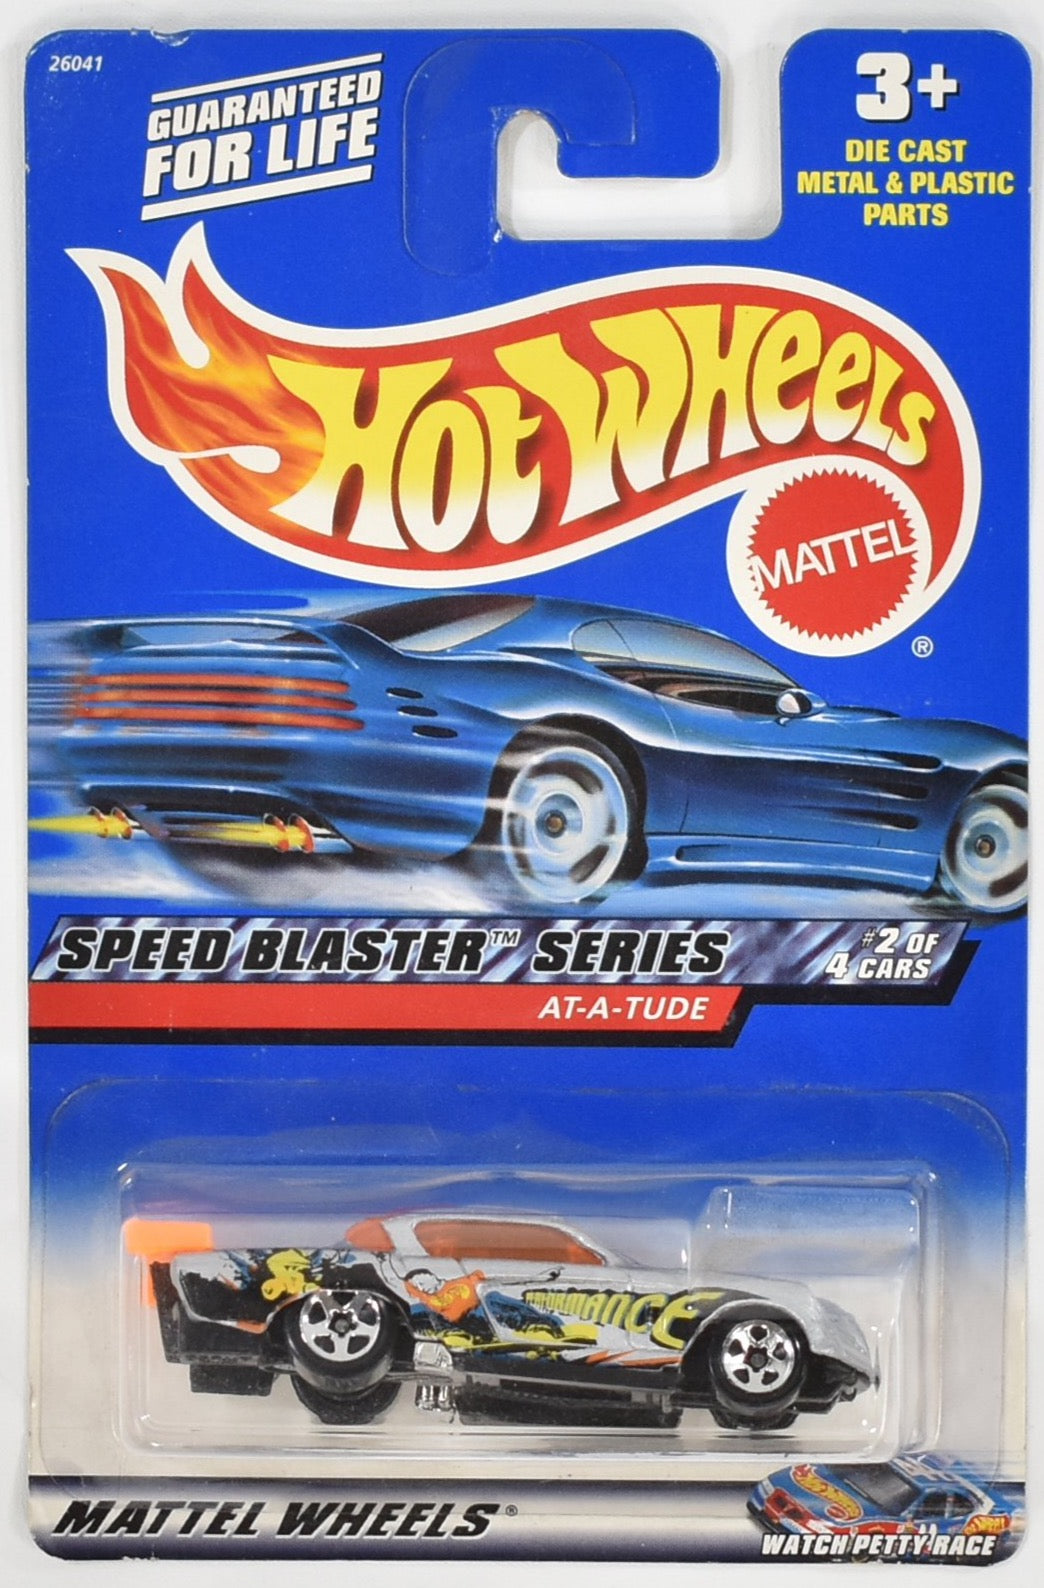 26041
GUARANTEED
FOR LIFE
3+
DIE CAST
METAL & PLASTIC
PARTS
HOT WHEELS
MATTEL
®
SPEED BLASTER™ SERIES
#2 OF
4 CARS
AT-A-TUDE
MATTEL WHEELS®
WATCH PETTY RACE